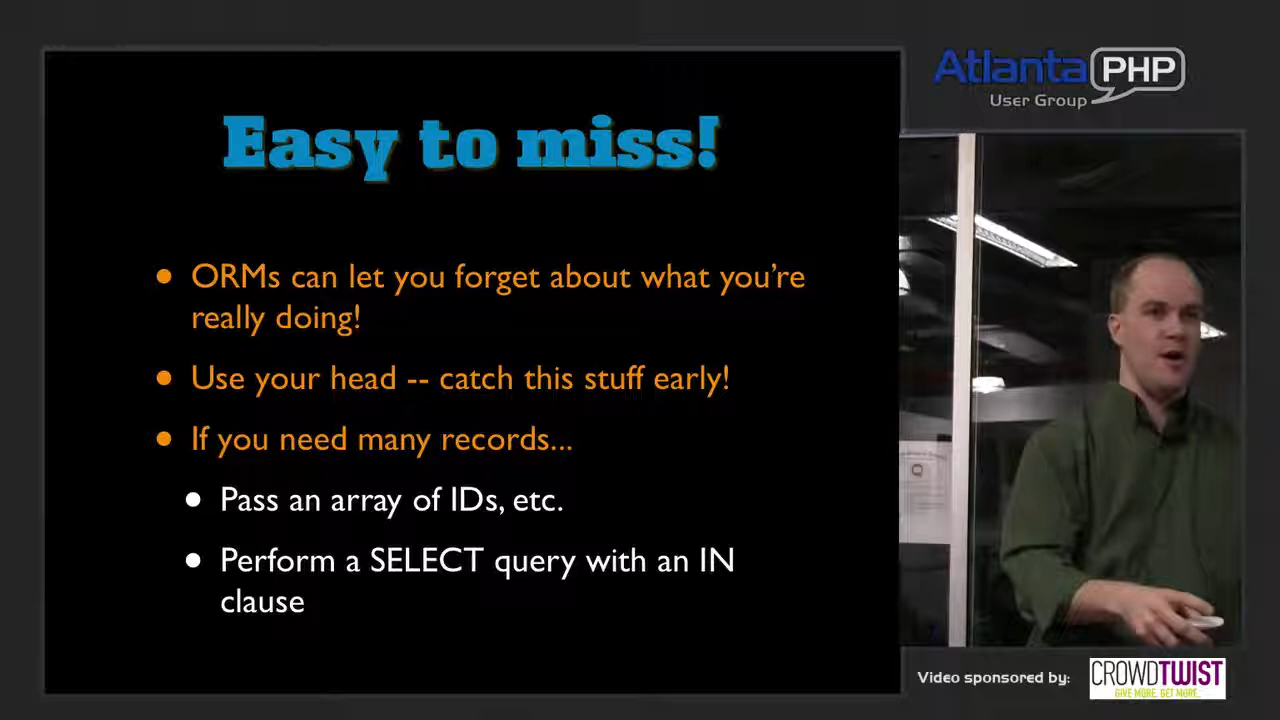 Easy to miss!
• ORMs can let you forget about what you're
really doing!
• Use your head -- catch this stuff early!
• If you need many records...
• Pass an array of IDs, etc.
• Perform a SELECT query with an IN
clause
Atlanta PHP
User Group
Video sponsored by:
CROWDTWIST
GIVE MORE. GET MORE.